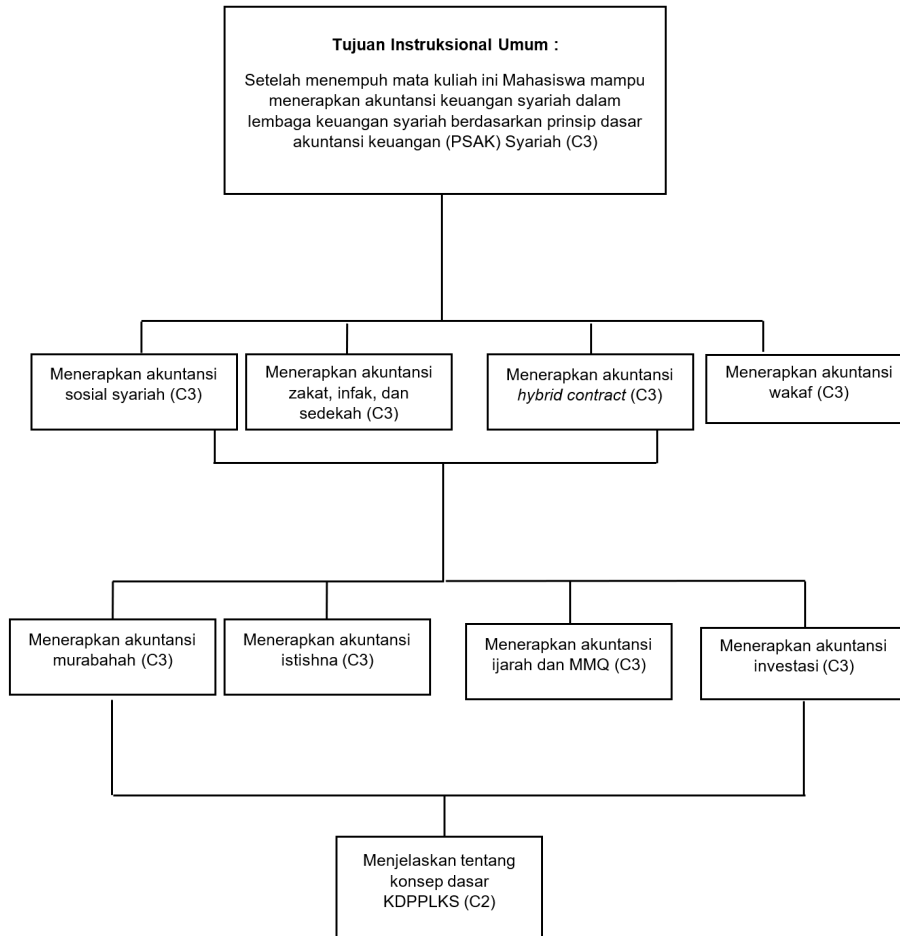 Tujuan Instruksional Umum :
Setelah menempuh mata kuliah ini Mahasiswa mampu
menerapkan akuntansi keuangan syariah dalam
lembaga keuangan syariah berdasarkan prinsip dasar
akuntansi keuangan (PSAK) Syariah (C3)
Menerapkan akuntansi
sosial syariah (C3)
Menerapkan akuntansi
zakat, infak, dan
sedekah (C3)
Menerapkan akuntansi
hybrid contract (C3)
Menerapkan akuntansi
wakaf (C3)
Menerapkan akuntansi
murabahah (C3)
Menerapkan akuntansi
istishna (C3)
Menerapkan akuntansi
ijarah dan MMQ (C3)
Menerapkan akuntansi
investasi (C3)
Menjelaskan tentang
konsep dasar
KDPPLKS (C2)